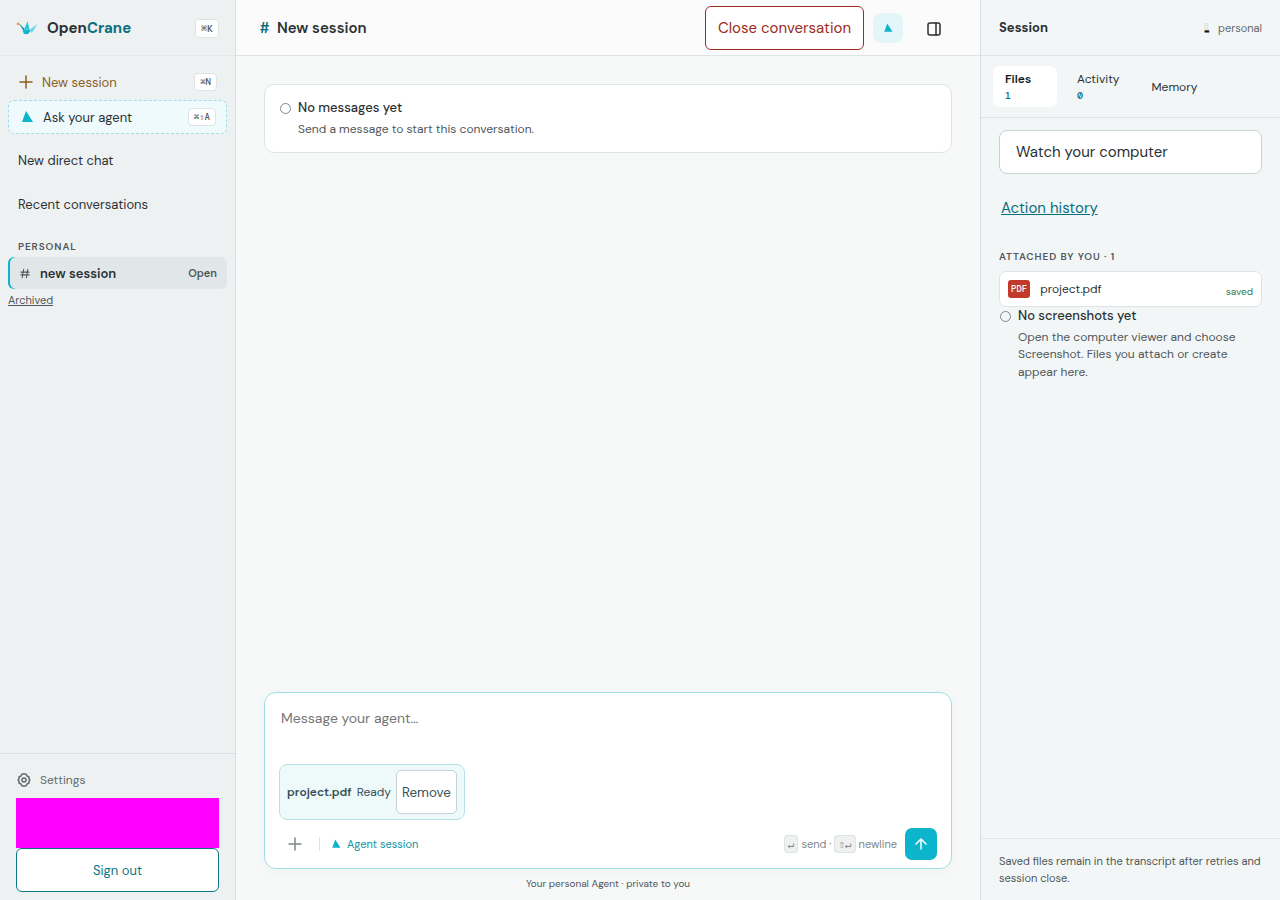 OpenCrane
⌘K
New session
⌘N
Ask your agent
⌘⇧A
New direct chat
Recent conversations
PERSONAL
# new session
Open
Archived
Settings
Sign out
# New session
Close conversation
No messages yet
Send a message to start this conversation.
Message your agent…
project.pdf Ready
Remove
Agent session
↵ send · ⇧↵ newline
Your personal Agent · private to you
Session
personal
Files
1
Activity
0
Memory
Watch your computer
Action history
ATTACHED BY YOU · 1
PDF project.pdf
saved
No screenshots yet
Open the computer viewer and choose
Screenshot. Files you attach or create
appear here.
Saved files remain in the transcript after retries and
session close.